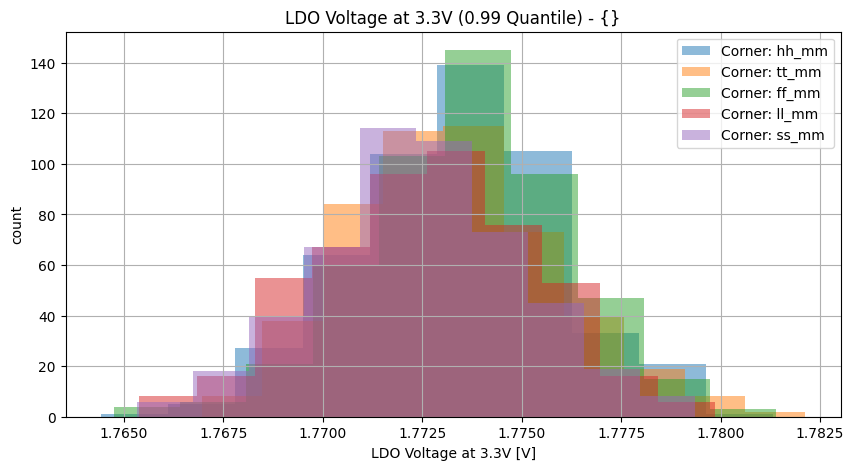 LDO Voltage at 3.3V (0.99 Quantile) - {}
Corner: hh_mm
Corner: tt_mm
Corner: ff_mm
Corner: ll_mm
Corner: ss_mm
140
120
100
80
60
40
20
0
count
1.7650 1.7675 1.7700 1.7725 1.7750 1.7775 1.7800 1.7825
LDO Voltage at 3.3V [V]